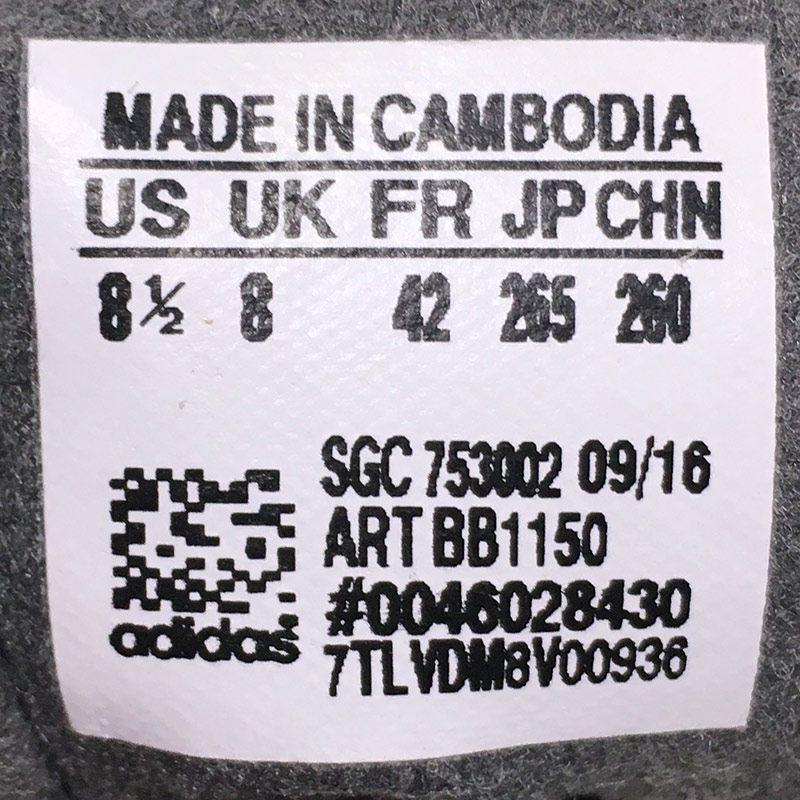 MADE IN CAMBODIA
US UK FR JP CHN
8½ 8 42 265 260
SGC 753002 09/16
ART BB1150
#0046028430
7TLVDM8V00936
adidas